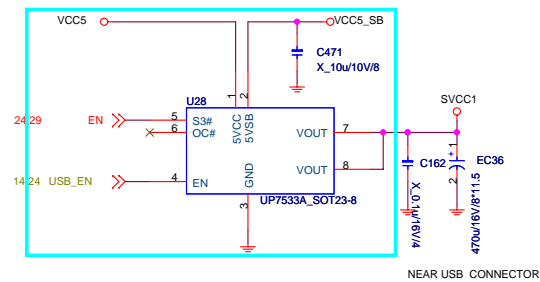 VCC5
VCC5_SB
C471
X_10u/10V/8
SVCC1
U28
1
2
24 29
EN
5
S3#
5VCC
5VSB
6
OC#
VOUT
7
14 24
USB_EN
4
EN
GND
VOUT
8
3
UP7533A_SOT23-8
C162
X_0.1u/16V/4
+
1
2
EC36
470u/16V/8*11.5
NEAR USB CONNECTOR